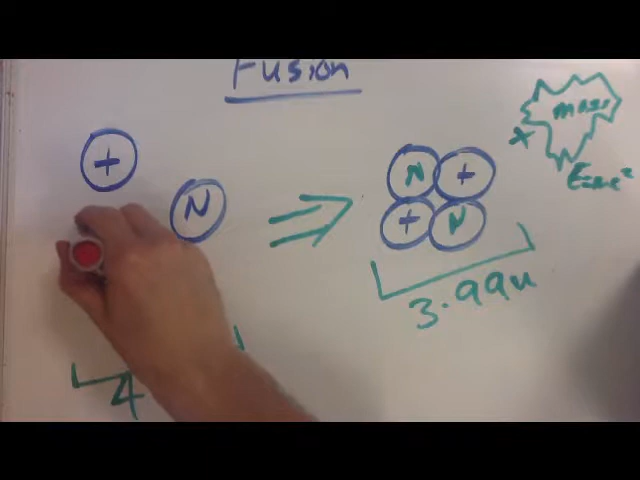 Fusion
+
N
N +
+ N
mass
E=mc²
3.99u
4